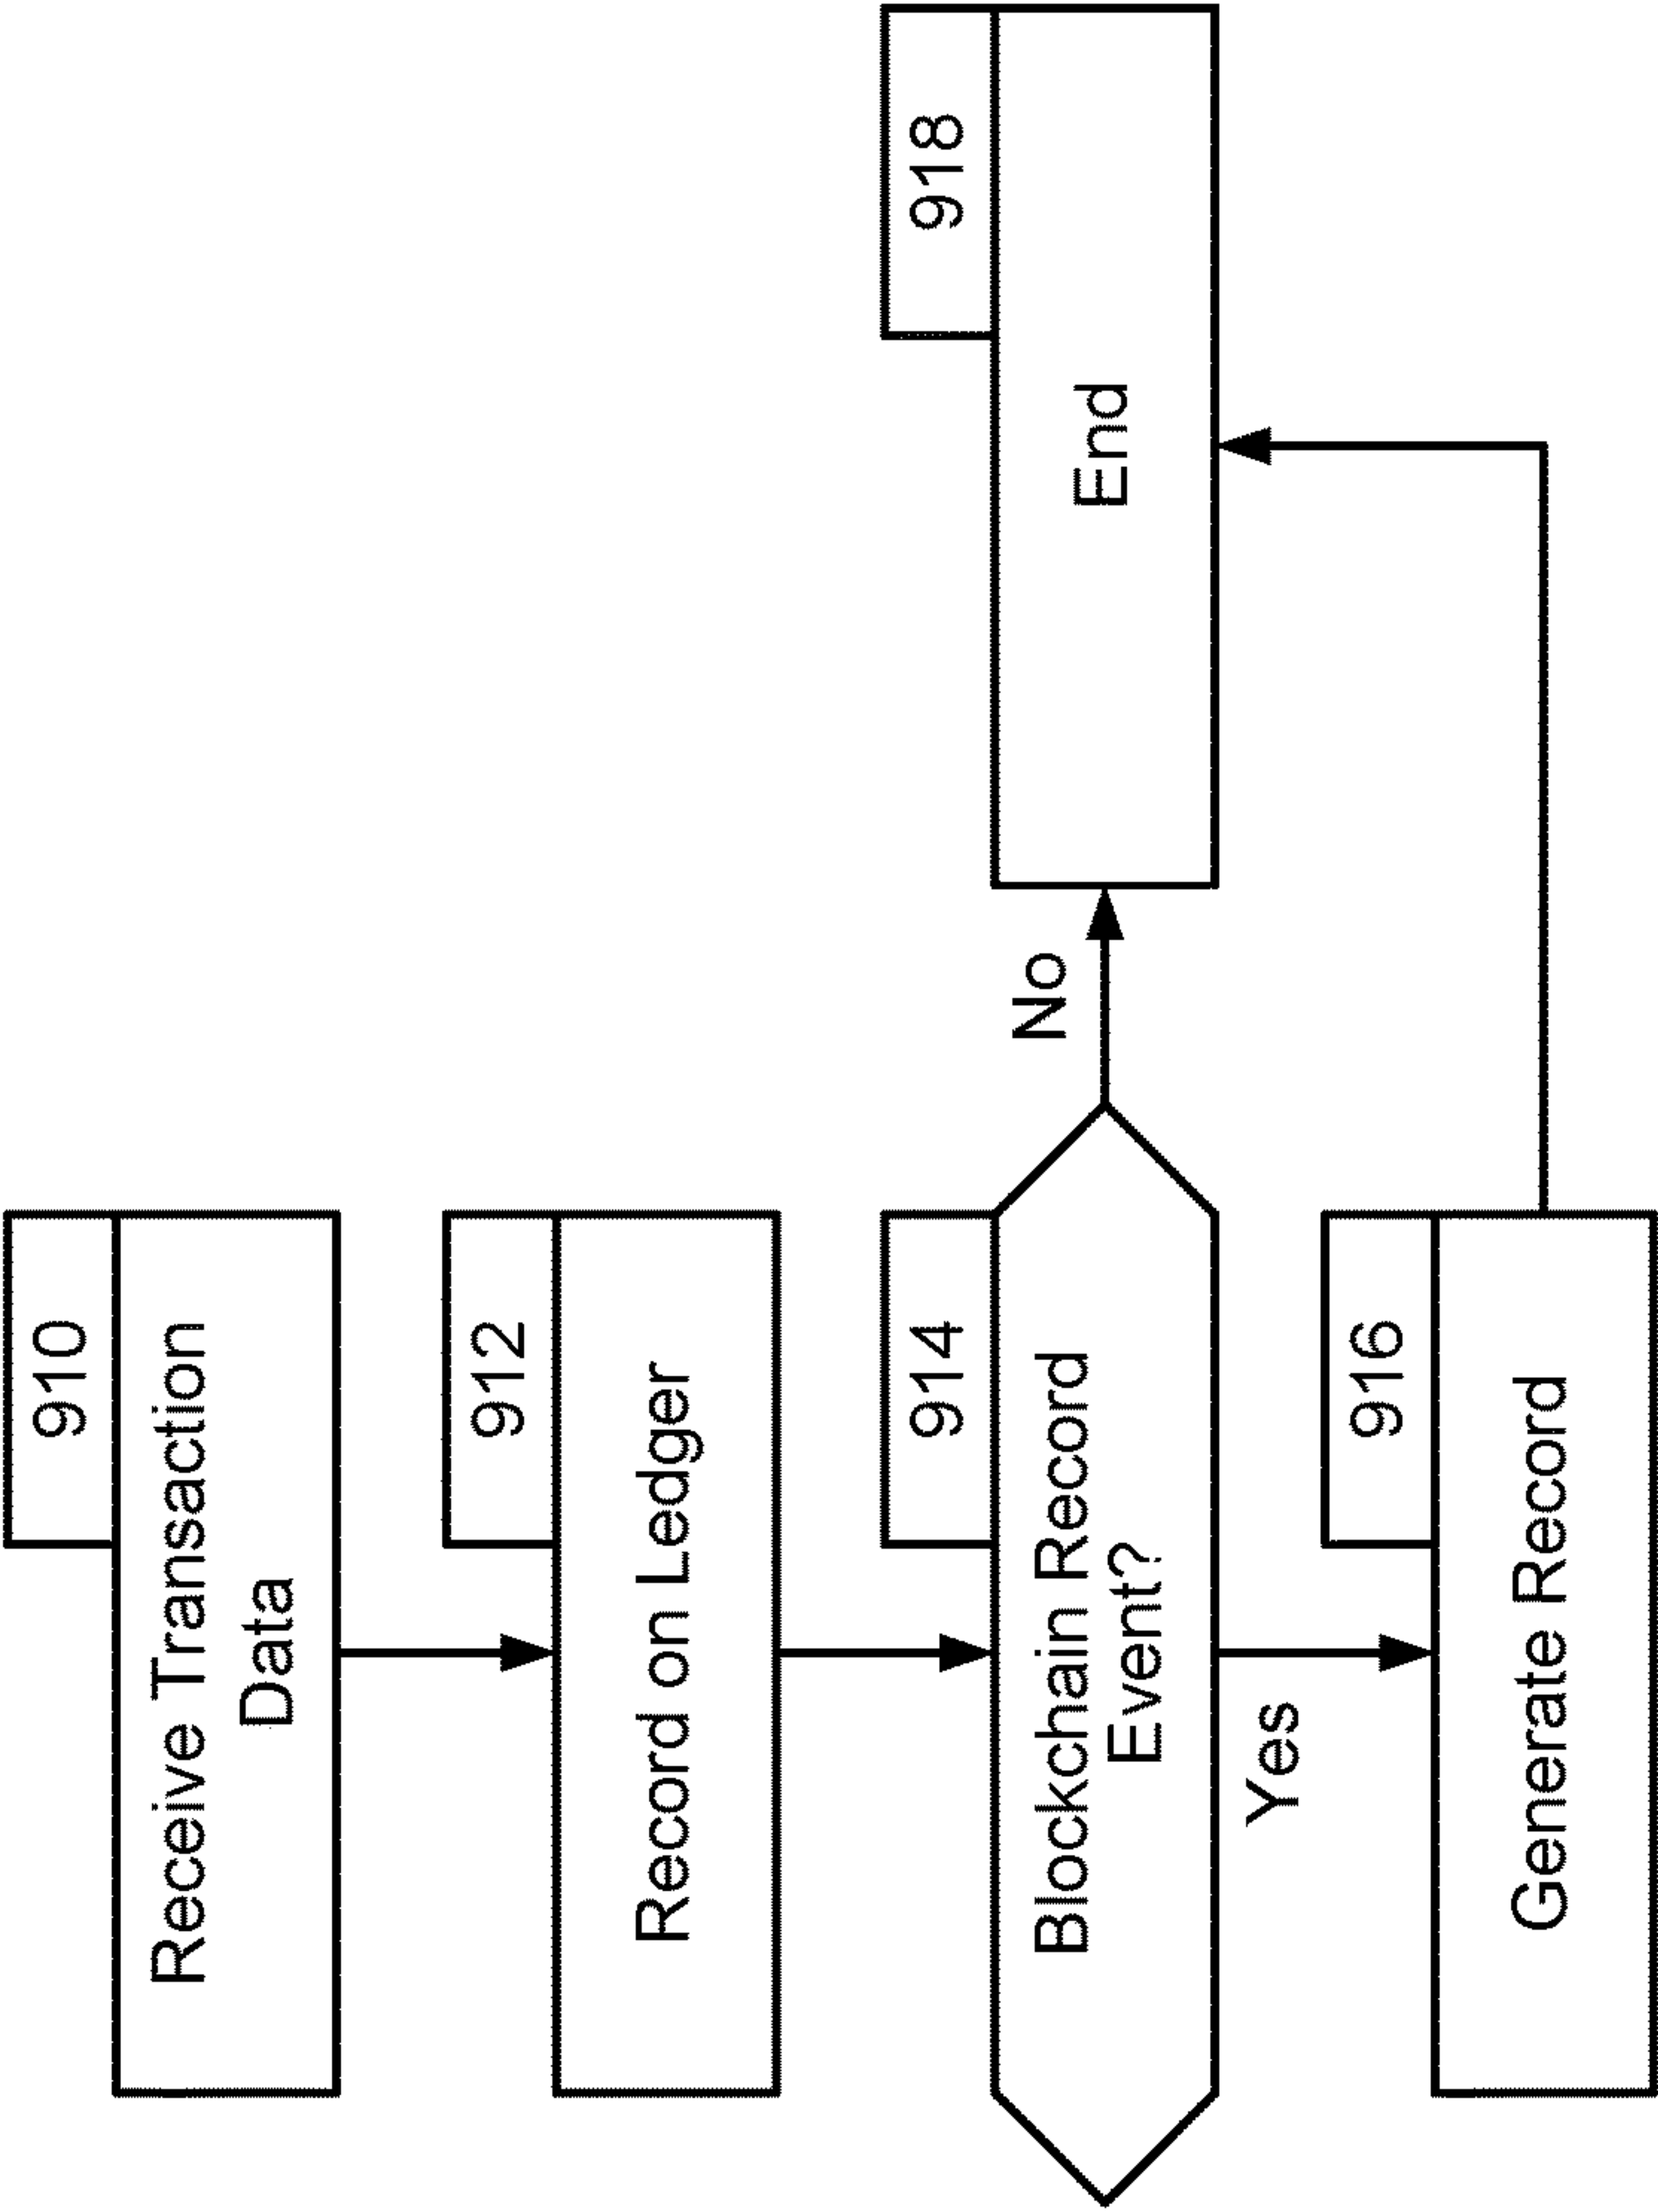 910
Receive Transaction
Data
912
Record on Ledger
914
Blockchain Record
Event?
No
918
End
Yes
916
Generate Record